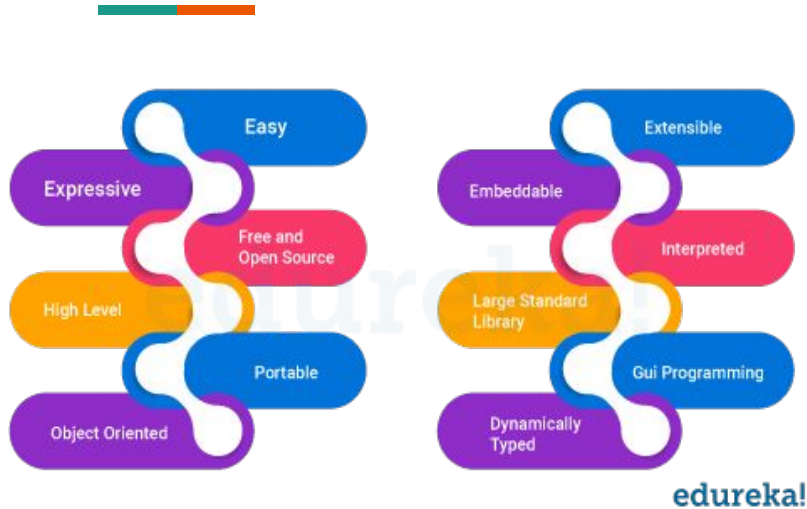 Easy
Expressive
Free and
Open Source
High Level
Portable
Object Oriented
Extensible
Embeddable
Interpreted
Large Standard
Library
Gui Programming
Dynamically
Typed
edureka!
edureka!